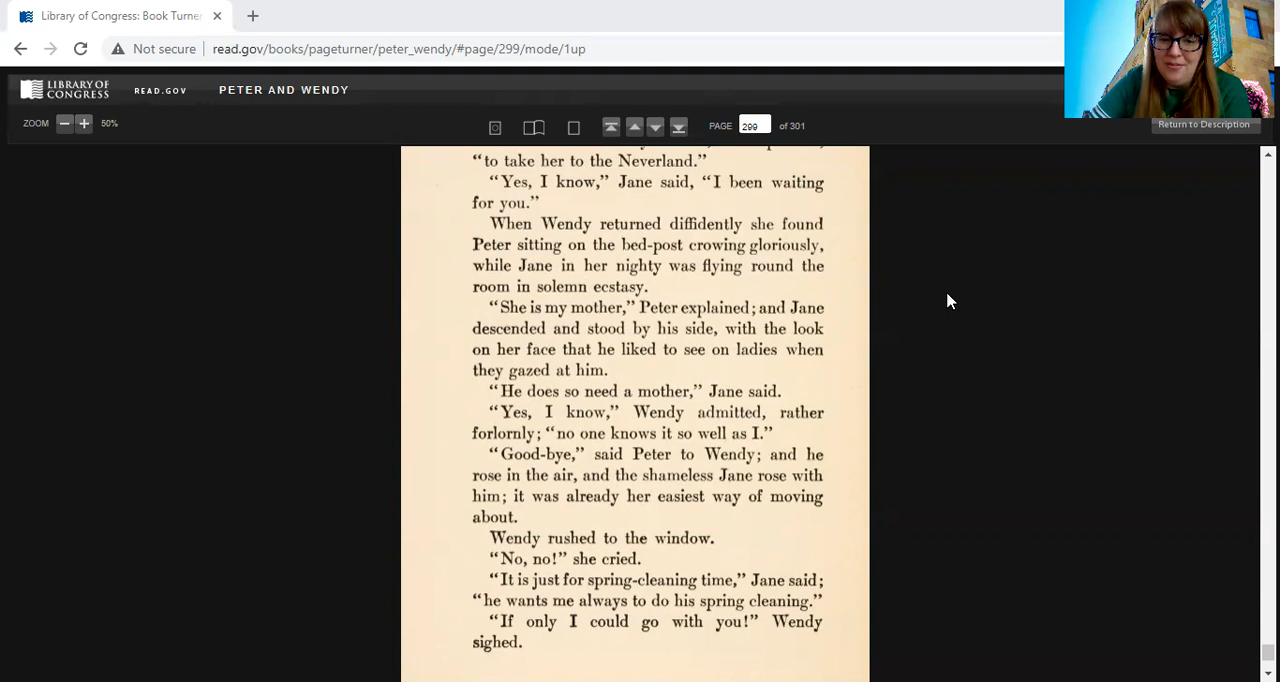 Library of Congress: Book Turne
Not secure
read.gov/books/pageturner/peter_wendy/#page/299/mode/1up
LIBRARY OF
CONGRESS
READ.GOV
PETER AND WENDY
ZOOM
50%
PAGE
299
of 301
Return to Description
“to take her to the Neverland.”
“Yes, I know,” Jane said, “I been waiting
for you.”
When Wendy returned diffidently she found
Peter sitting on the bed-post crowing gloriously,
while Jane in her nighty was flying round the
room in solemn ecstasy.
“She is my mother,” Peter explained; and Jane
descended and stood by his side, with the look
on her face that he liked to see on ladies when
they gazed at him.
“He does so need a mother,” Jane said.
“Yes, I know,” Wendy admitted, rather
forlornly; “no one knows it so well as I.”
“Good-bye,” said Peter to Wendy; and he
rose in the air, and the shameless Jane rose with
him; it was already her easiest way of moving
about.
Wendy rushed to the window.
“No, no!” she cried.
“It is just for spring-cleaning time,” Jane said;
“he wants me always to do his spring cleaning.”
“If only I could go with you!” Wendy
sighed.